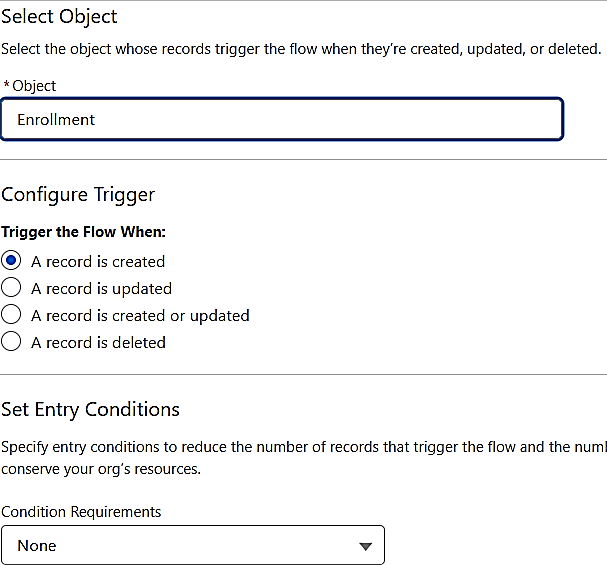 Select Object
Select the object whose records trigger the flow when they’re created, updated, or deleted.
*Object
Enrollment
Configure Trigger
Trigger the Flow When:
A record is created
A record is updated
A record is created or updated
A record is deleted
Set Entry Conditions
Specify entry conditions to reduce the number of records that trigger the flow and the
conserve your org’s resources.
Condition Requirements
None